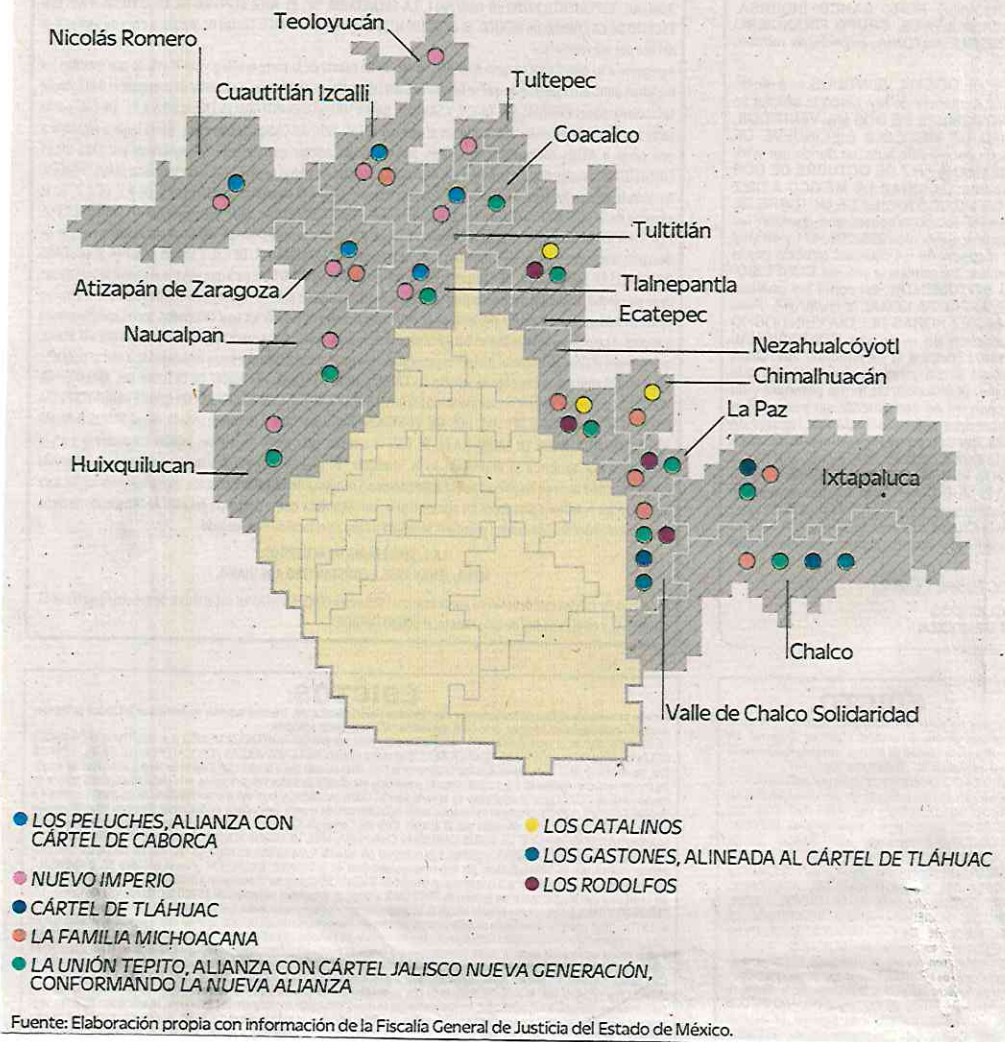 Teoloyucán
Nicolás Romero
Tultepec
Cuautitlán Izcalli
Coacalco
Tultitlán
Tlalnepantla
Atizapán de Zaragoza
Ecatepec
Naucalpan
Nezahualcóyotl
Chimalhuacán
La Paz
Huixquilucan
Ixtapaluca
Chalco
Valle de Chalco Solidaridad
LOS PELUCHES, ALIANZA CON
CÁRTEL DE CABORCA
NUEVO IMPERIO
CÁRTEL DE TLÁHUAC
LA FAMILIA MICHOACANA
LA UNIÓN TEPITO, ALIANZA CON CÁRTEL JALISCO NUEVA GENERACIÓN,
CONFORMANDO LA NUEVA ALIANZA
LOS CATALINOS
LOS GASTONES, ALINEADA AL CÁRTEL DE TLÁHUAC
LOS RODOLFOS
Fuente: Elaboración propia con información de la Fiscalía General de Justicia del Estado de México.